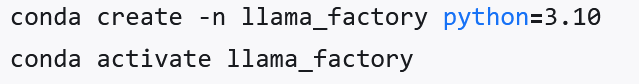 conda create -n llama_factory python=3.10
conda activate llama_factory